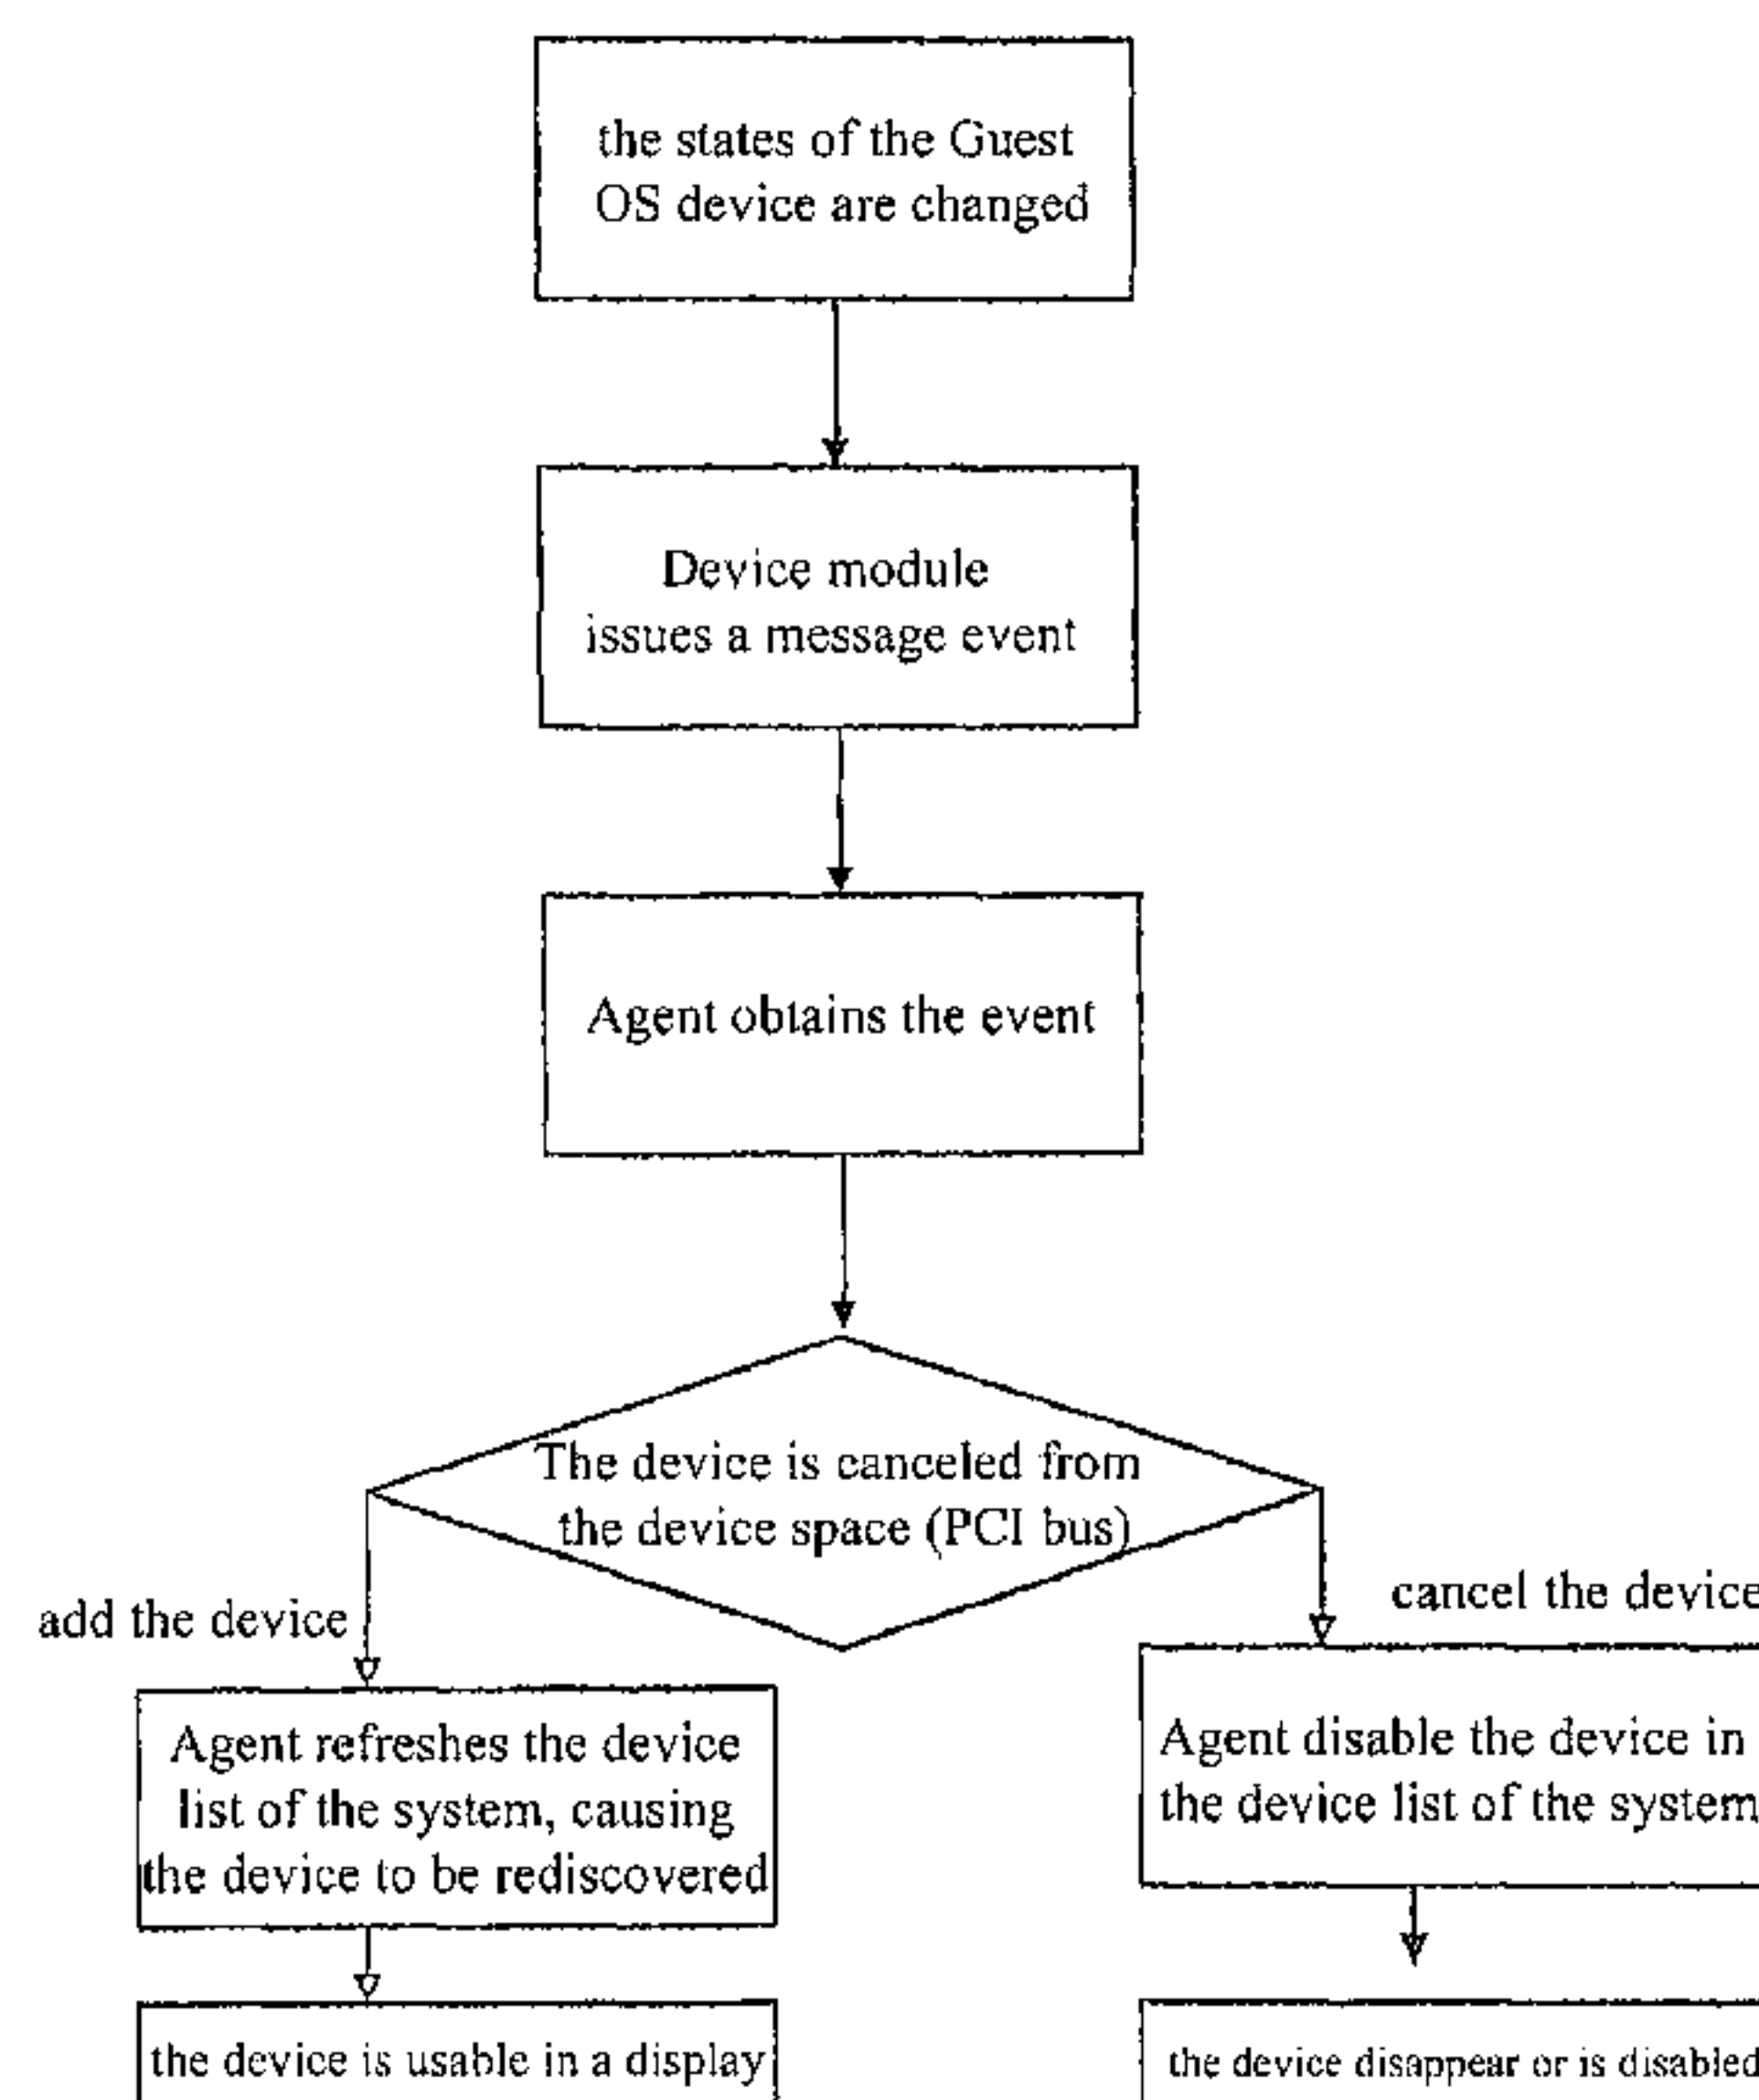 the states of the Guest
OS device are changed
Device module
issues a message event
Agent obtains the event
The device is canceled from
the device space (PCI bus)
add the device
cancel the device
Agent refreshes the device
list of the system, causing
the device to be rediscovered
Agent disable the device in
the device list of the system
the device is usable in a display
the device disappear or is disabled